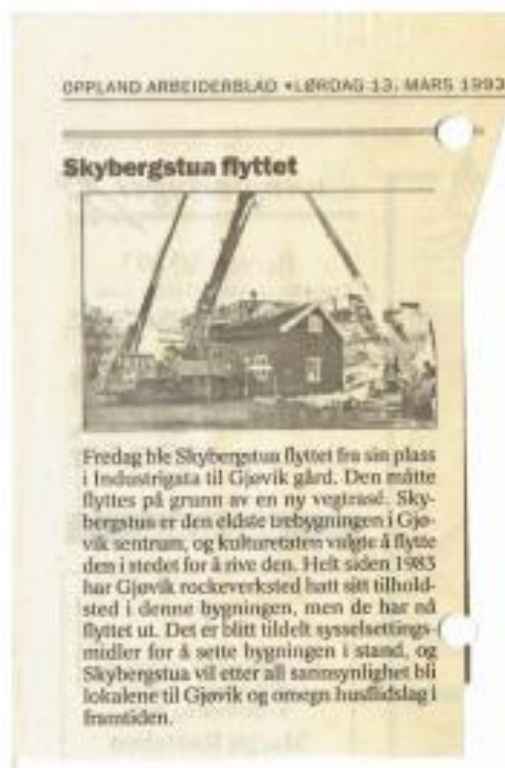 OPPLAND ARBEIDERBLAD • LØRDAG 13. MARS 1993
Skybergstua flyttet
Fredag ble Skybergstua flyttet fra sin plass
i Industrigata til Gjøvik gård. Den måtte
flyttes på grunn av en ny vegtrasé. Sky-
bergstua er den eldste trebygningen i Gjø-
vik sentrum, og kulturetaten valgte å flytte
den i stedet for å rive den. Helt siden 1983
har Gjøvik rockeverksted hatt sitt tilhold-
sted i denne bygningen, men de har nå
flyttet ut. Det er blitt tildelt sysselsettings-
midler for å sette bygningen i stand, og
Skybergstua vil etter all sannsynlighet bli
lokalene til Gjøvik og omegn husflidslag i
framtiden.